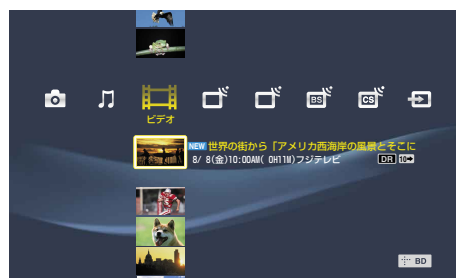 BS
CS
ビデオ
NEW 世界の街から「アメリカ西海岸の風景とそこに
8/ 8(金)10:00AM( 0H11M)フジテレビ DR 10➔
BD